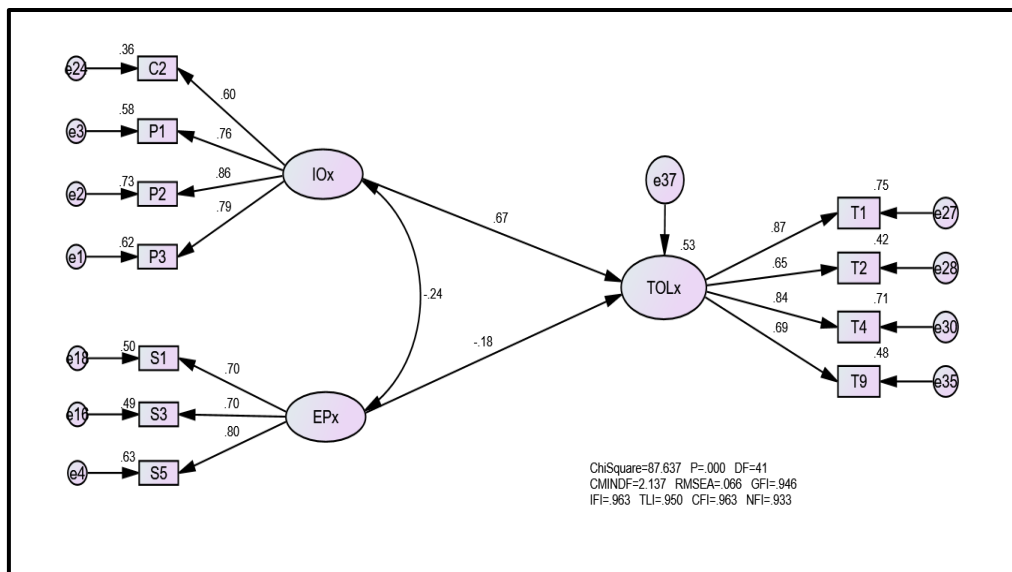 .36
e24 C2
.60
.58
e3 P1
.76
IOx
.86
.73
e2 P2
.79
.62
e1 P3
.67
e37
.53
TOLx
.75
T1 e27
.87
.42
T2 e28
.65
.71
T4 e30
.84
.48
T9 e35
.69
-.24
-.18
.50
e18 S1
.70
.49
e16 S3
.70
EPx
.80
.63
e4 S5
ChiSquare=87.637 P=.000 DF=41
CMINDF=2.137 RMSEA=.066 GFI=.946
IFI=.963 TLI=.950 CFI=.963 NFI=.933